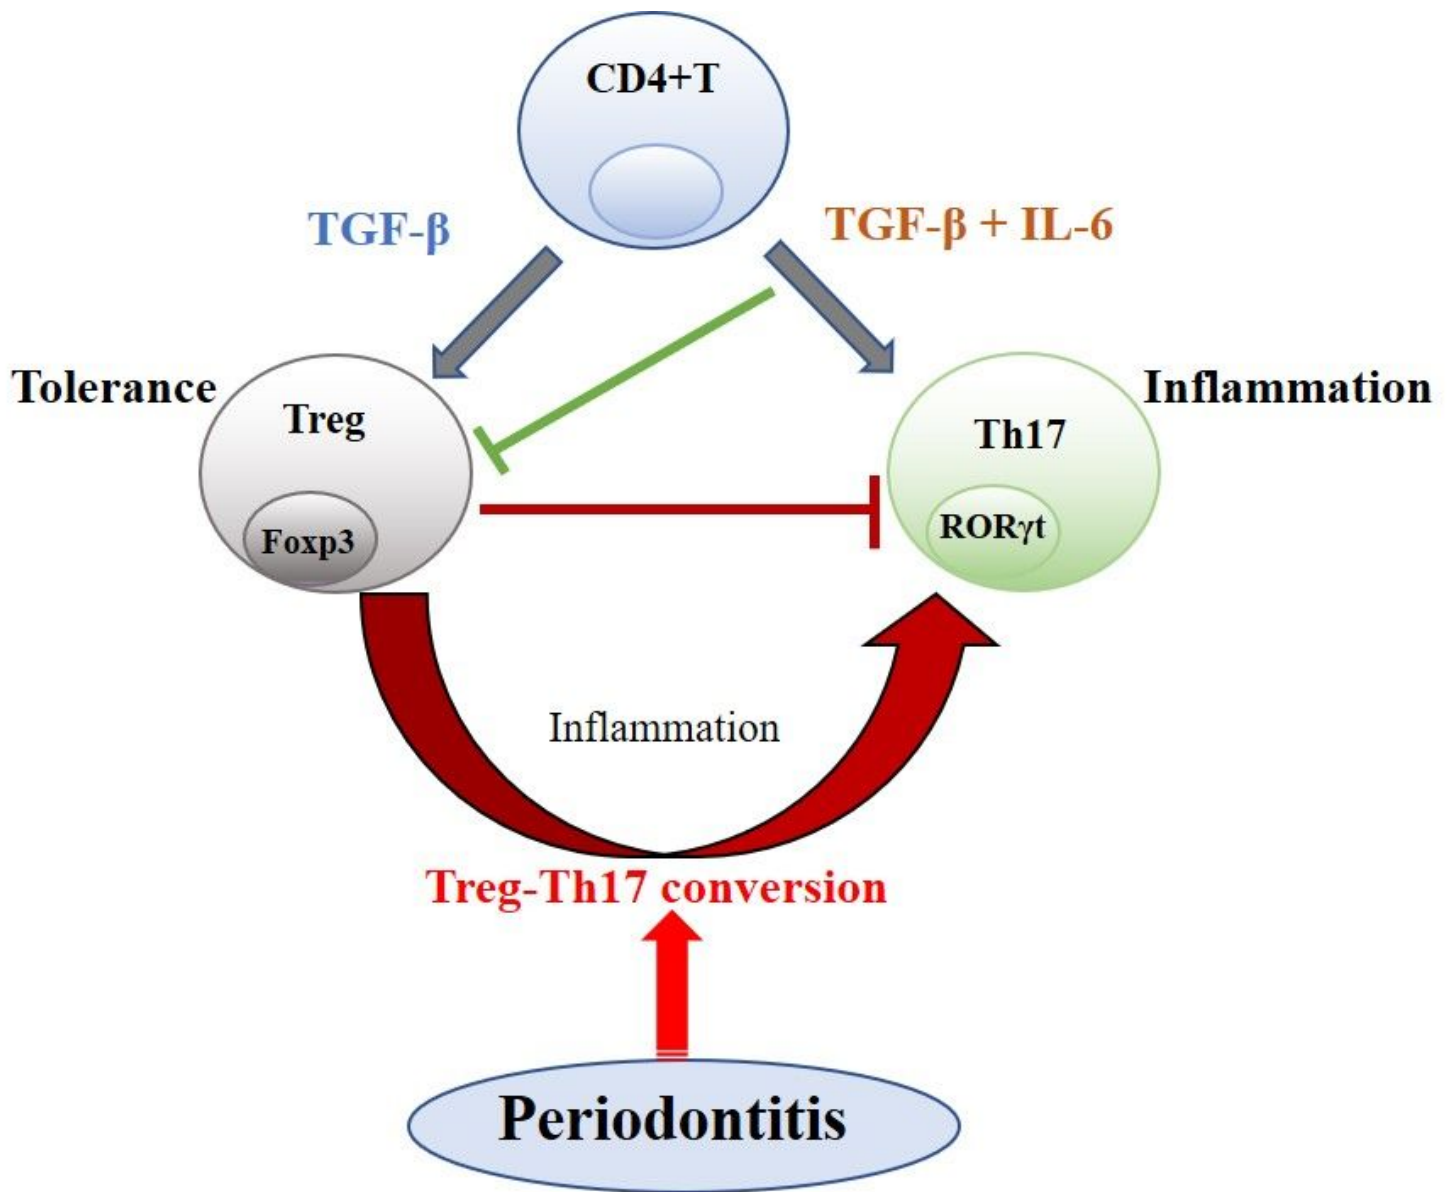 CD4+T
TGF-β
TGF-β + IL-6
Tolerance
Treg
Foxp3
Th17
RORγt
Inflammation
Inflammation
Treg-Th17 conversion
Periodontitis